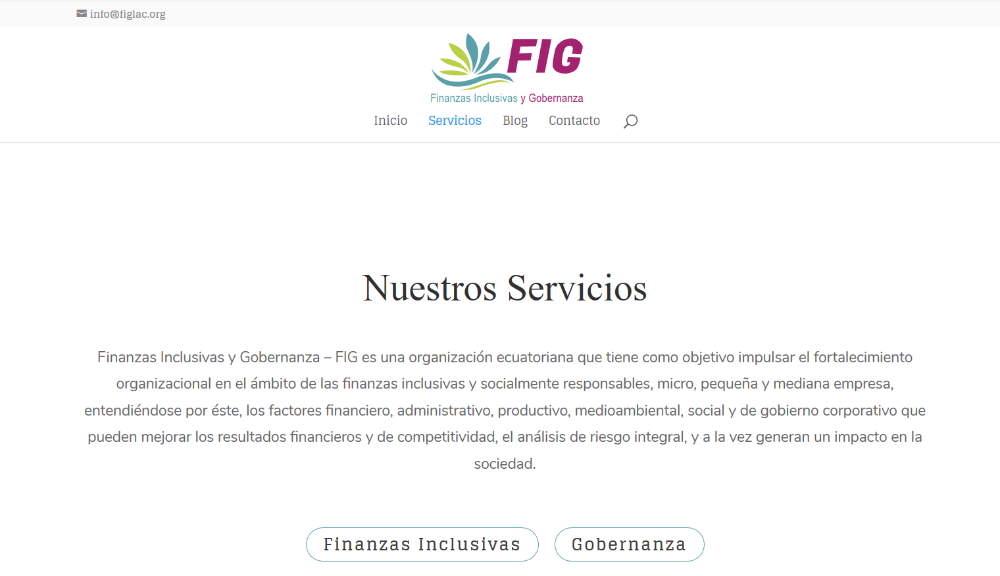 info@figlac.org
FIG
Finanzas Inclusivas y Gobernanza
Inicio Servicios Blog Contacto
Nuestros Servicios
Finanzas Inclusivas y Gobernanza – FIG es una organización ecuatoriana que tiene como objetivo impulsar el fortalecimiento
organizacional en el ámbito de las finanzas inclusivas y socialmente responsables, micro, pequeña y mediana empresa,
entendiéndose por éste, los factores financiero, administrativo, productivo, medioambiental, social y de gobierno corporativo que
pueden mejorar los resultados financieros y de competitividad, el análisis de riesgo integral, y a la vez generan un impacto en la
sociedad.
Finanzas Inclusivas Gobernanza